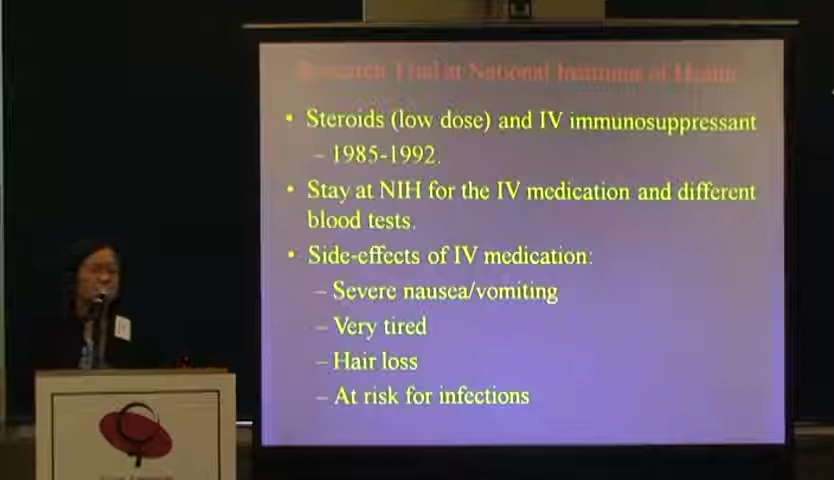 Research Trial at National Institutes of Health
• Steroids (low dose) and IV immunosuppressant
– 1985-1992.
• Stay at NIH for the IV medication and different
blood tests.
• Side-effects of IV medication:
– Severe nausea/vomiting
– Very tired
– Hair loss
– At risk for infections